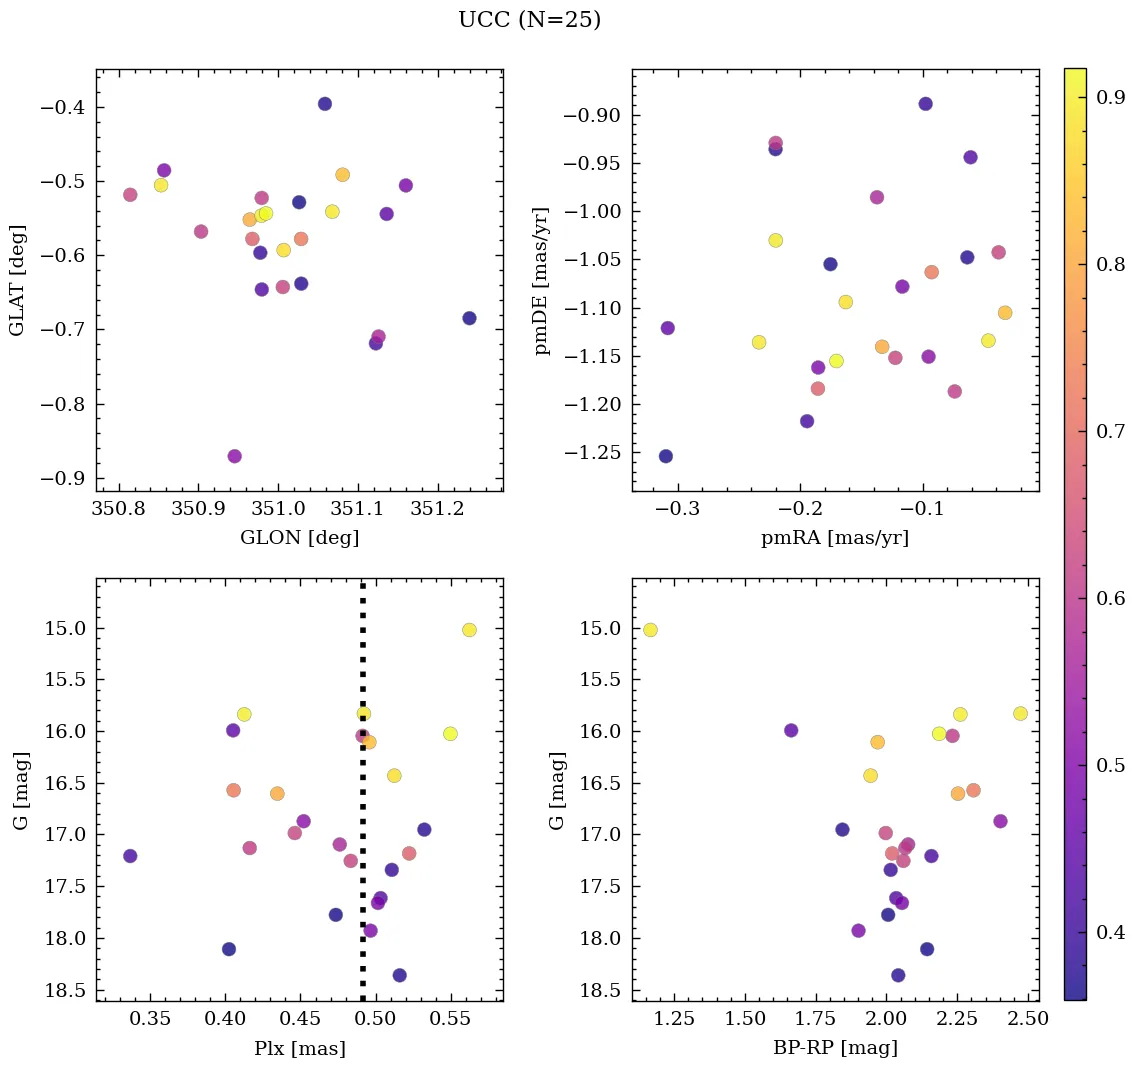 UCC (N=25)
−0.4
−0.5
−0.6
−0.7
−0.8
−0.9
GLAT [deg]
350.8 350.9 351.0 351.1 351.2
GLON [deg]
−0.90
−0.95
−1.00
−1.05
−1.10
−1.15
−1.20
−1.25
pmDE [mas/yr]
−0.3 −0.2 −0.1
pmRA [mas/yr]
15.0
15.5
16.0
16.5
17.0
17.5
18.0
18.5
G [mag]
0.35 0.40 0.45 0.50 0.55
Plx [mas]
15.0
15.5
16.0
16.5
17.0
17.5
18.0
18.5
G [mag]
1.25 1.50 1.75 2.00 2.25 2.50
BP-RP [mag]
0.9
0.8
0.7
0.6
0.5
0.4